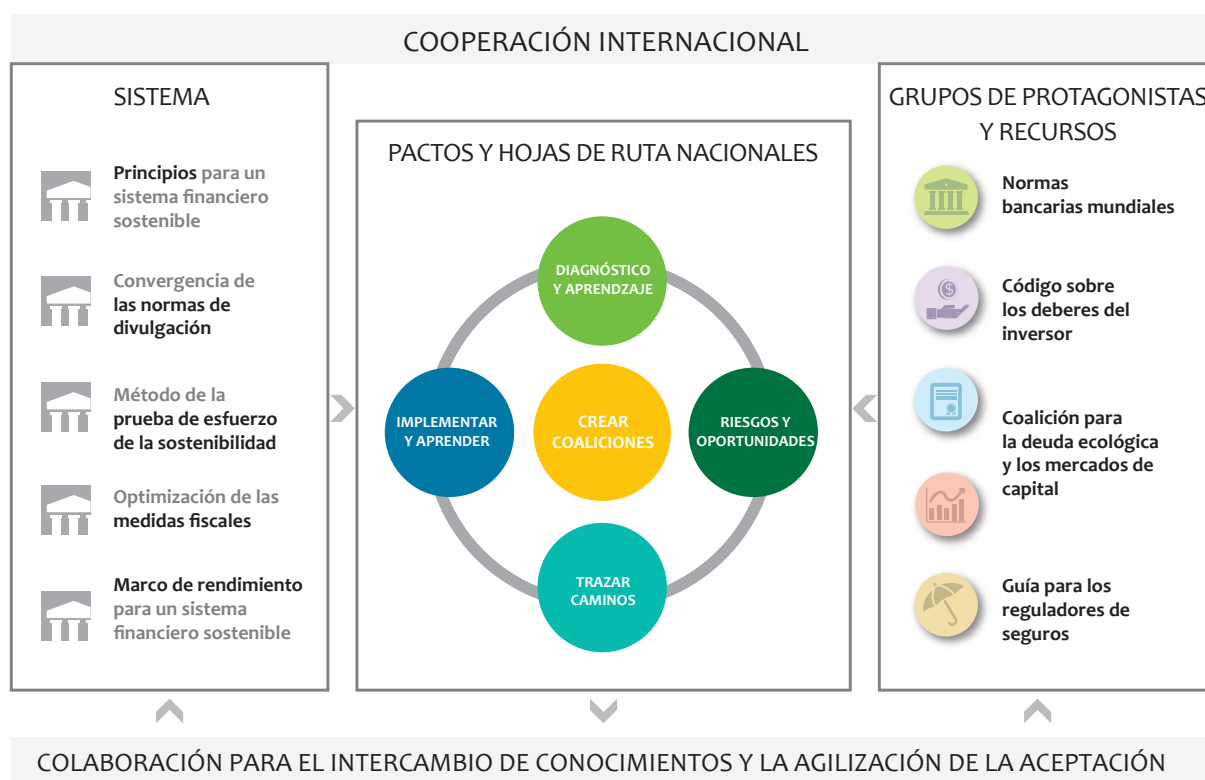 COOPERACIÓN INTERNACIONAL
SISTEMA
Principios para un
sistema financiero
sostenible
Convergencia de
las normas de
divulgación
Método de la
prueba de esfuerzo
de la sostenibilidad
Optimización de las
medidas fiscales
Marco de rendimiento
para un sistema
financiero sostenible
PACTOS Y HOJAS DE RUTA NACIONALES
DIAGNÓSTICO
Y APRENDZAJE
IMPLEMENTAR
Y APRENDER
CREAR
COALICIONES
RIESGOS Y
OPORTUNIDADES
TRAZAR
CAMINOS
GRUPOS DE PROTAGONISTAS
Y RECURSOS
Normas
bancarias mundiales
$
Código sobre
los deberes del
inversor
Coalición para
la deuda ecológica
y los mercados de
capital
Guía para los
reguladores de
seguros
COLABORACIÓN PARA EL INTERCAMBIO DE CONOCIMIENTOS Y LA AGILIZACIÓN DE LA ACEPTACIÓN